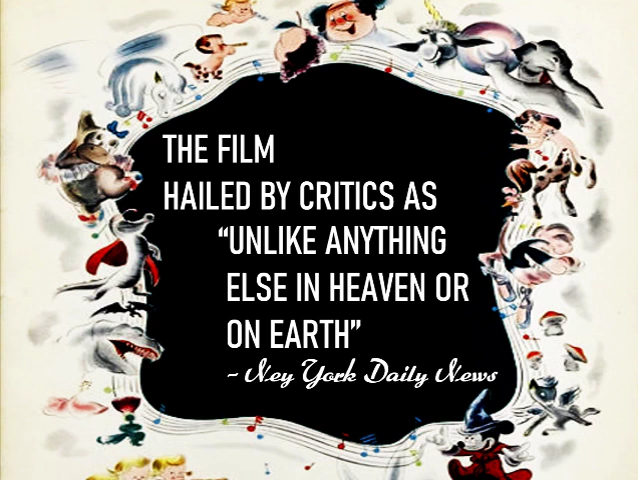 THE FILM
HAILED BY CRITICS AS
“UNLIKE ANYTHING
ELSE IN HEAVEN OR
ON EARTH”
~ Ney York Daily News